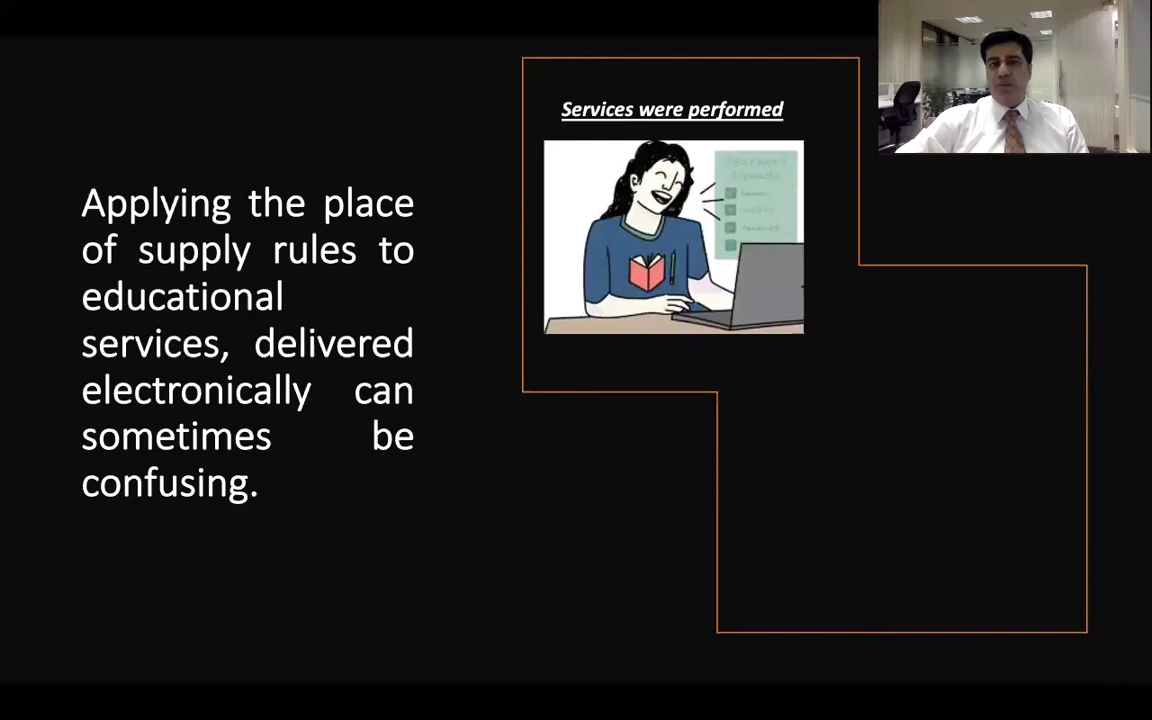 Applying the place
of supply rules to
educational
services, delivered
electronically can
sometimes be
confusing.
Services were performed